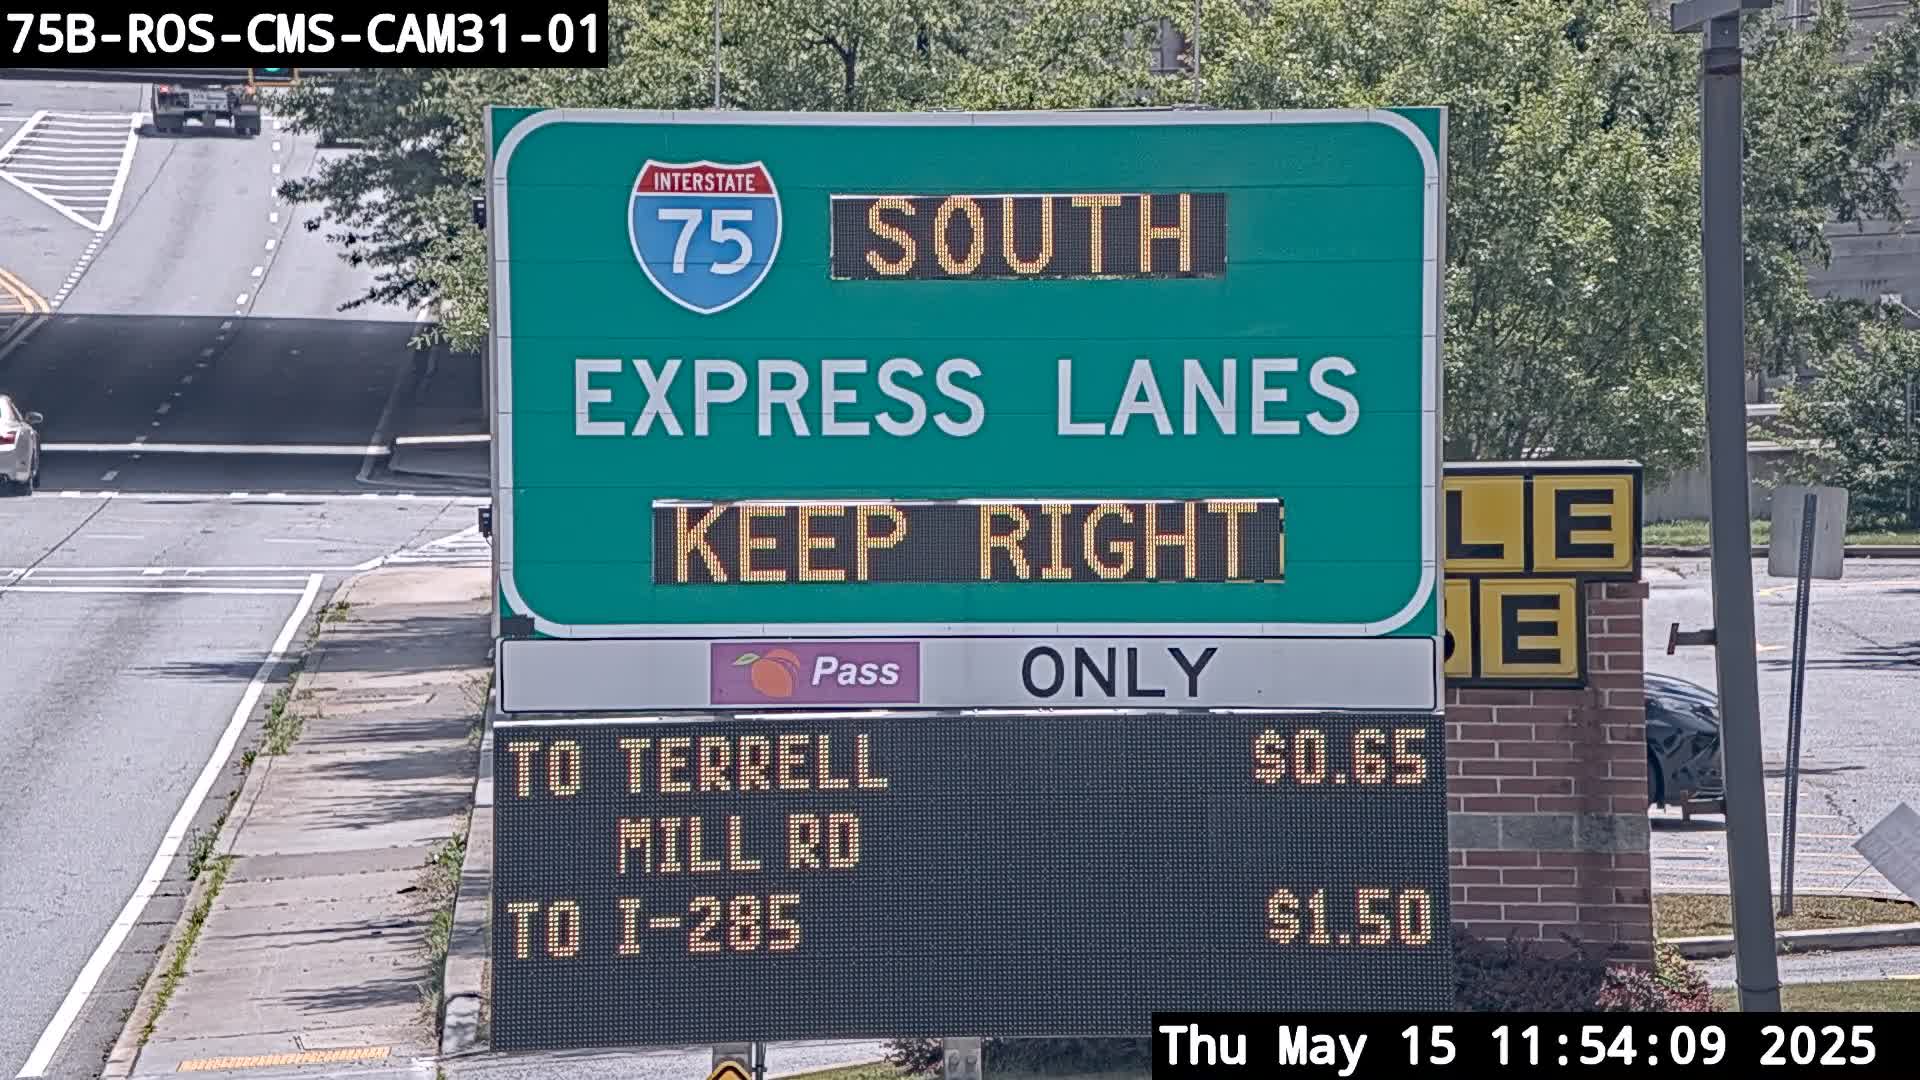 75B-ROS-CMS-CAM31-01
INTERSTATE
75
SOUTH
EXPRESS LANES
KEEP RIGHT
LE
E
Pass ONLY
TO TERRELL $0.65
MILL RD
TO I-285 $1.50
Thu May 15 11:54:09 2025